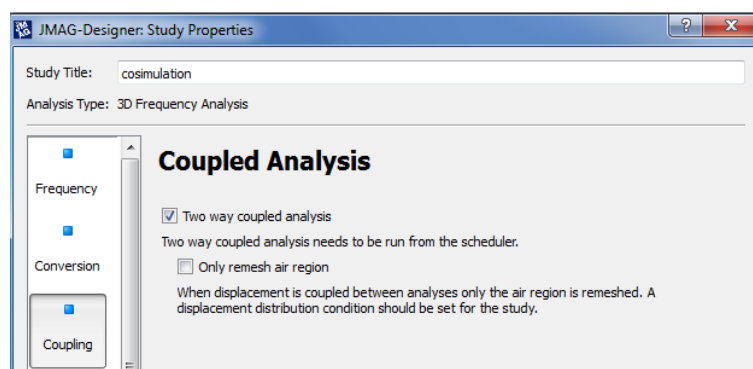 JMAG-Designer: Study Properties
?
X
Study Title: cosimulation
Analysis Type: 3D Frequency Analysis
Frequency
Conversion
Coupling
Coupled Analysis
Two way coupled analysis
Two way coupled analysis needs to be run from the scheduler.
Only remesh air region
When displacement is coupled between analyses only the air region is remeshed. A
displacement distribution condition should be set for the study.